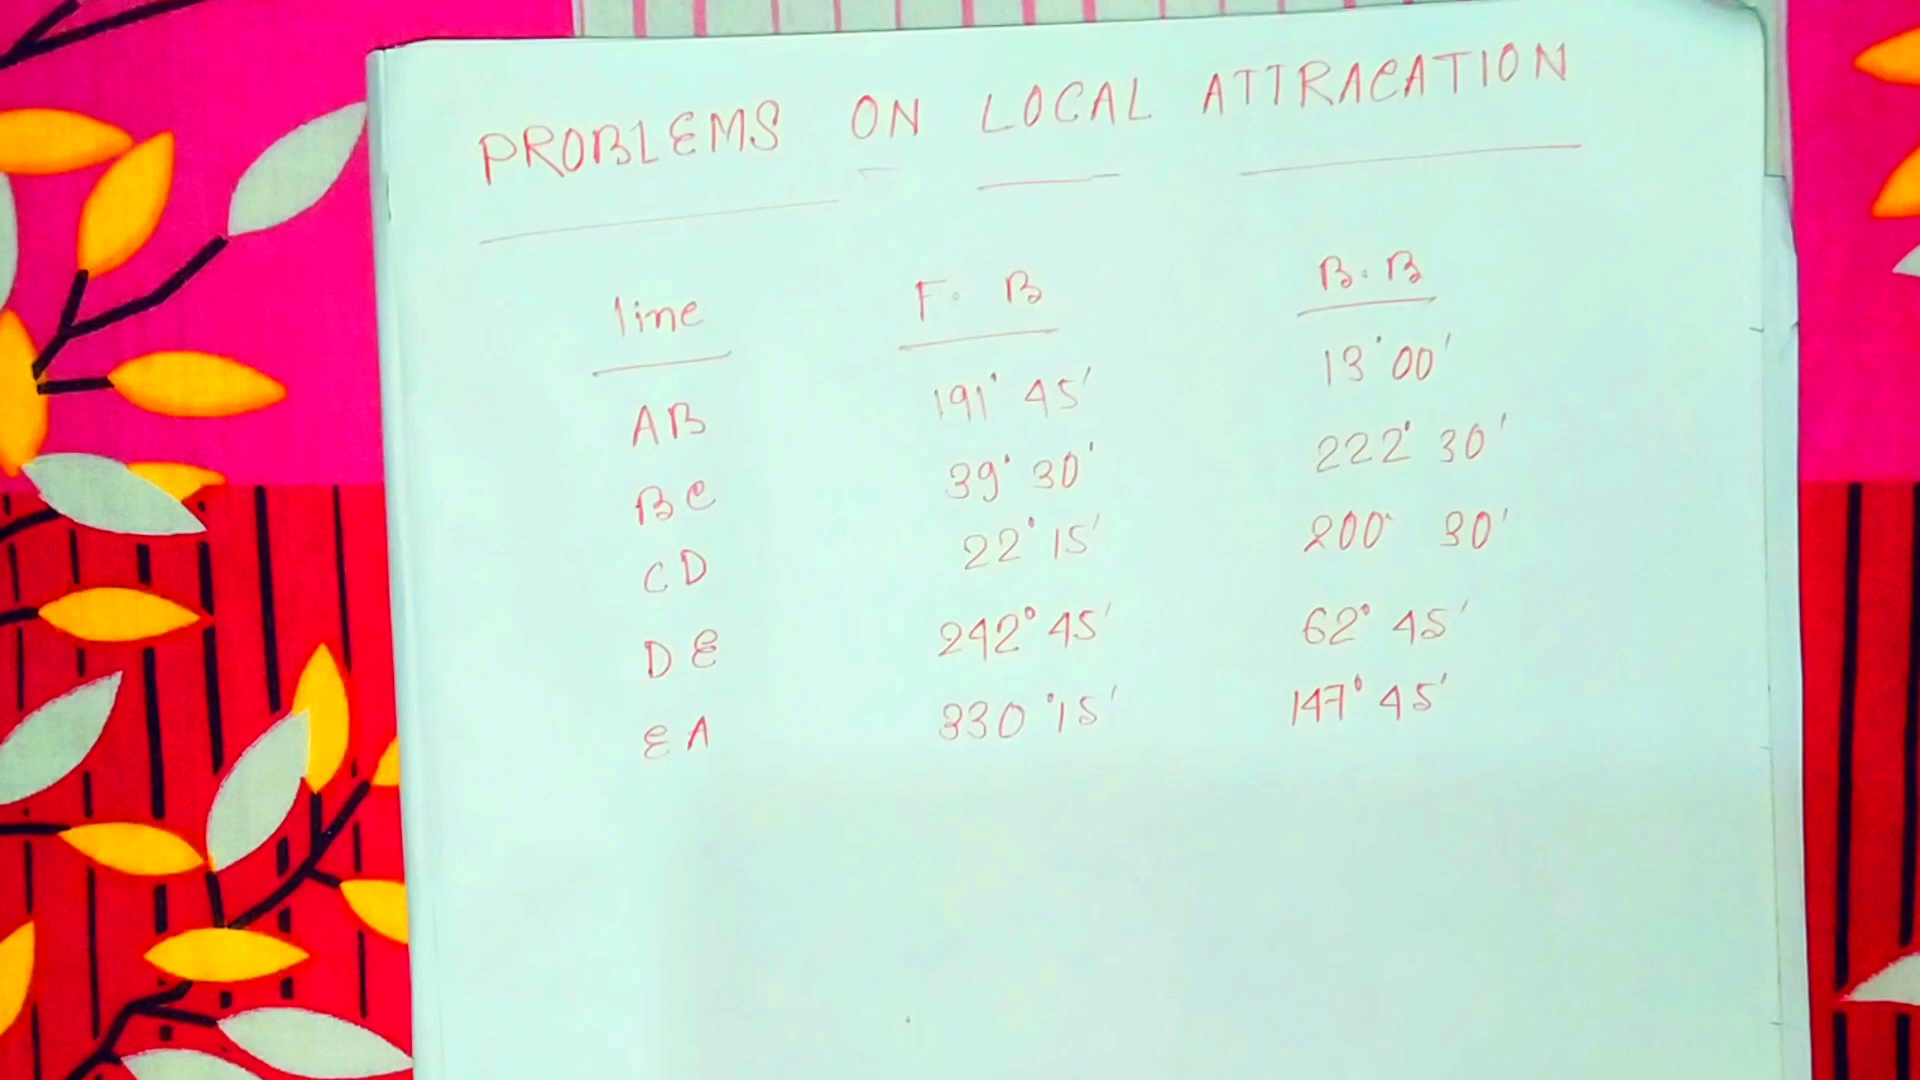 PROBLEMS ON LOCAL ATTRACATION
line F. B B.B
AB 191° 45' 13° 00'
BC 39° 30' 222° 30'
CD 22° 15' 200° 30'
DE 242° 45' 62° 45'
EA 330° 15' 147° 45'